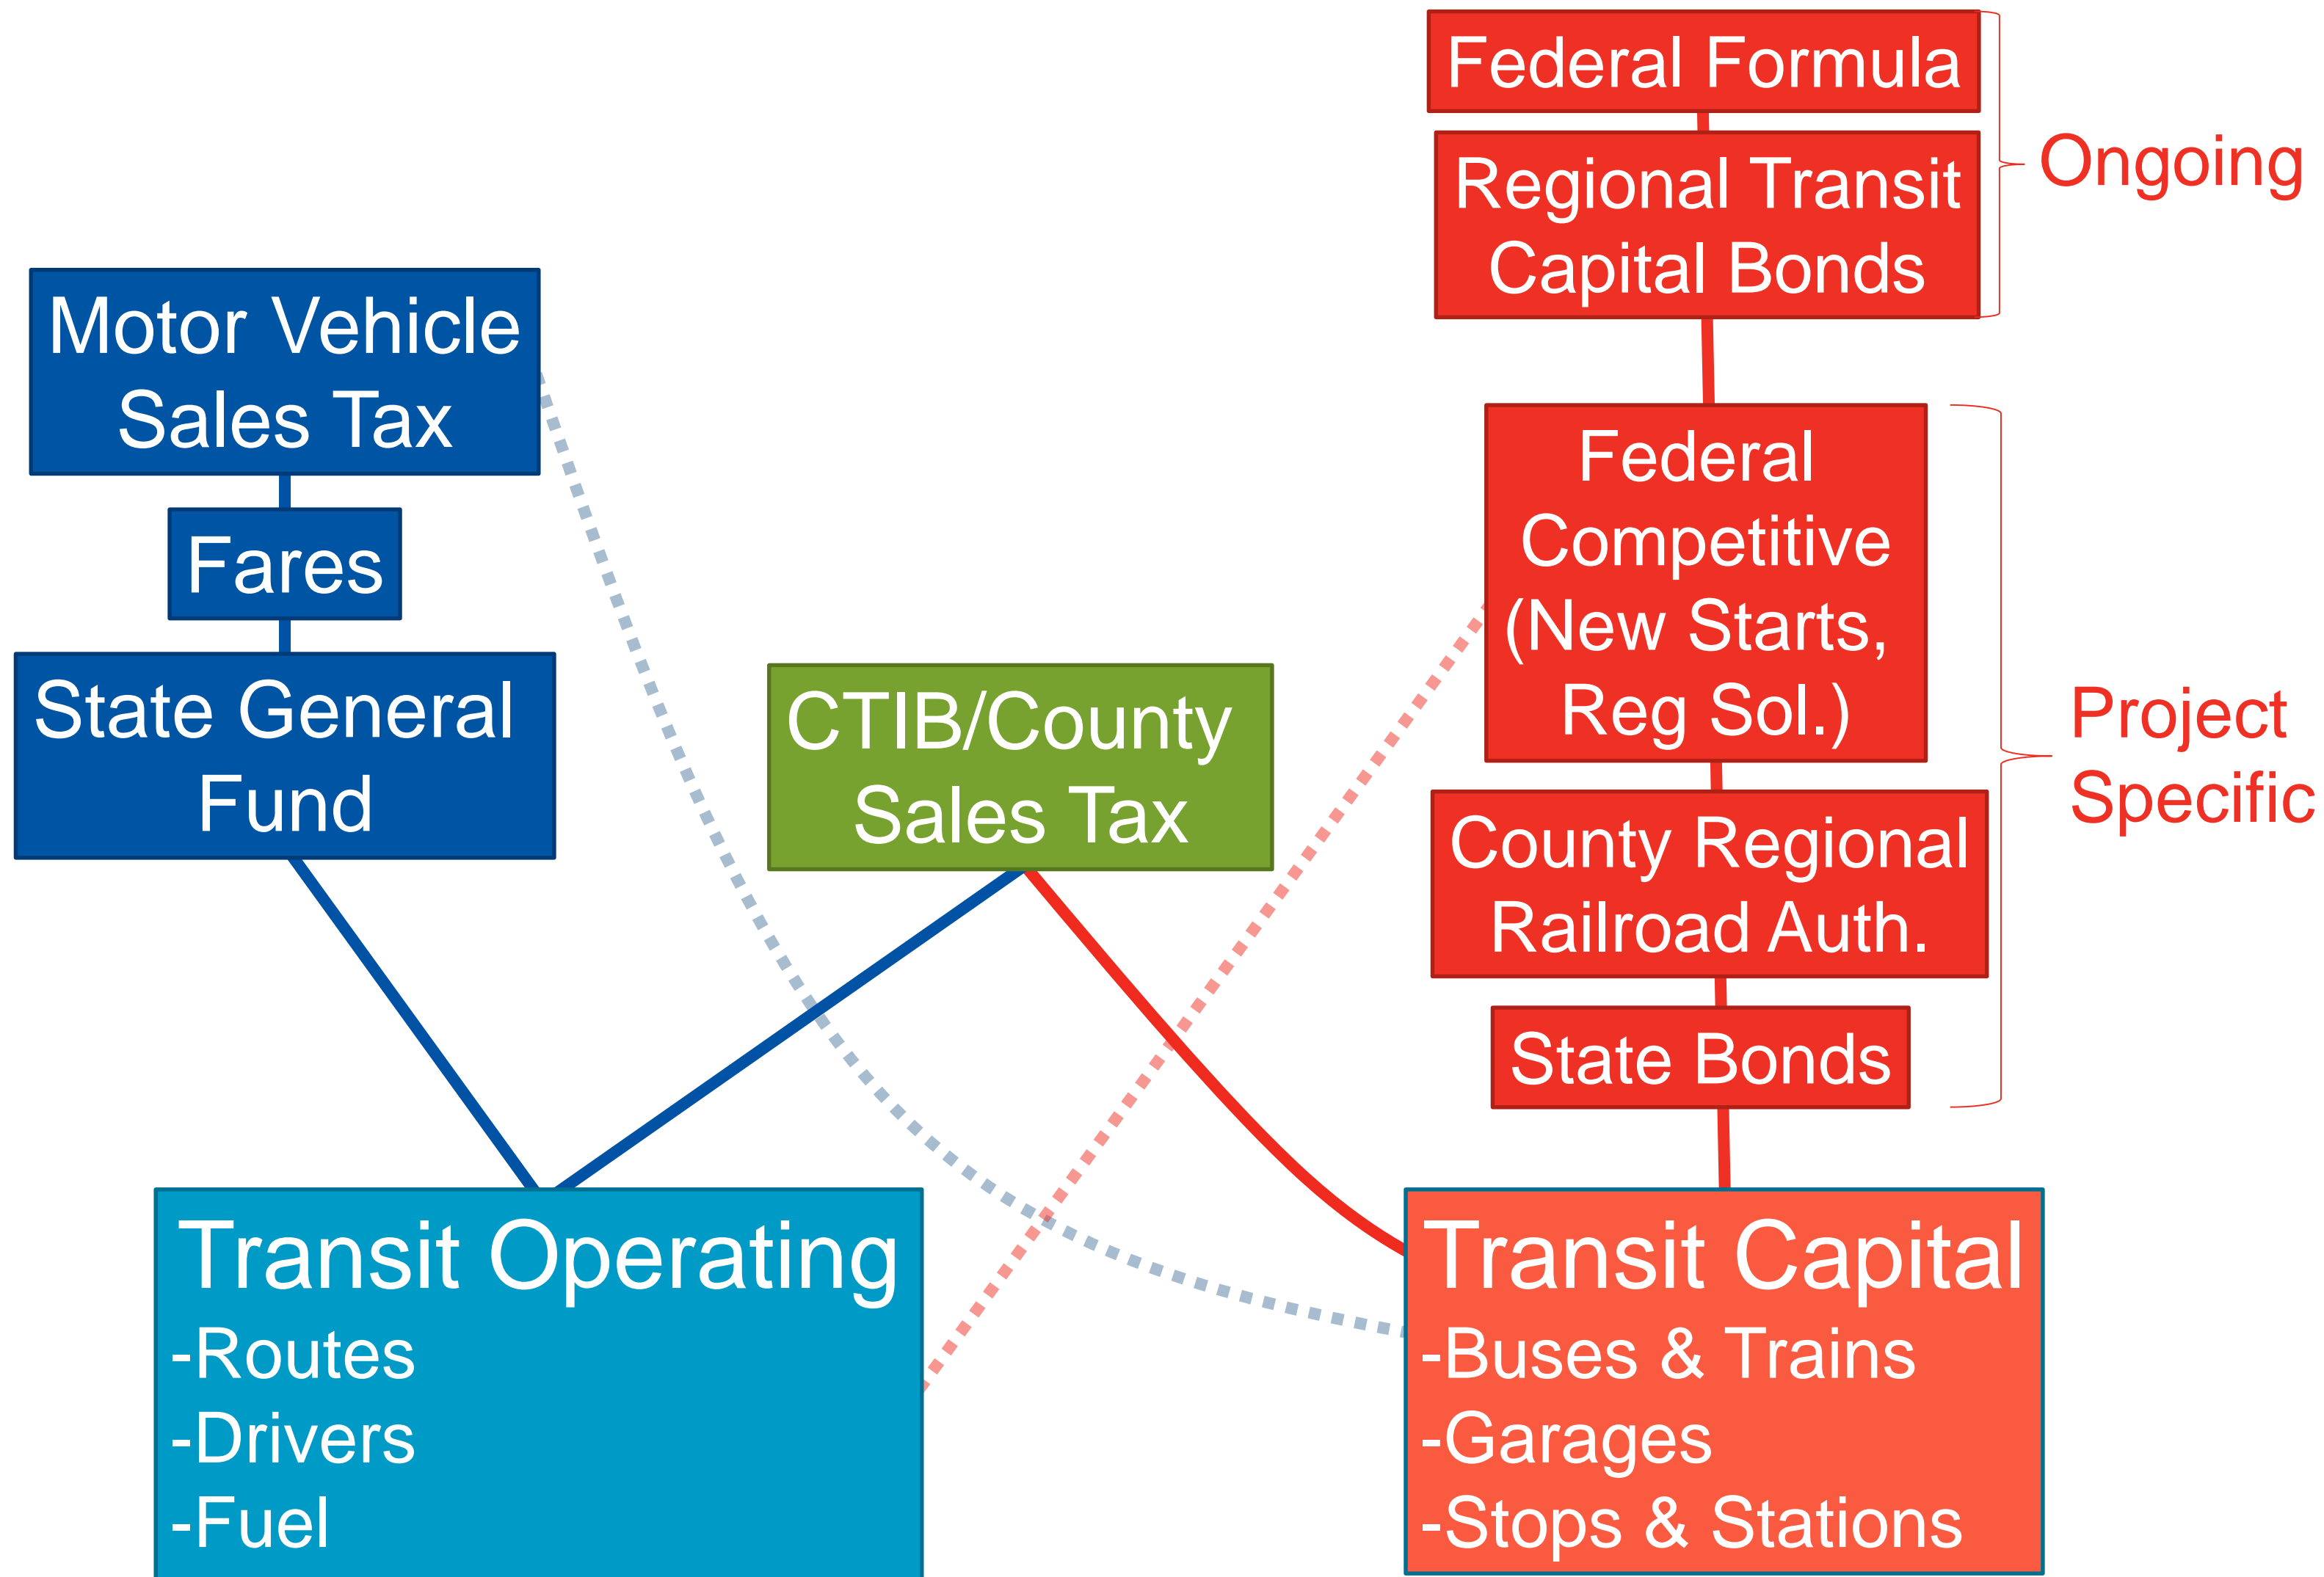 Federal Formula
Regional Transit
Capital Bonds
Ongoing
Motor Vehicle
Sales Tax
Fares
State General
Fund
CTIB/County
Sales Tax
Federal
Competitive
(New Starts,
Reg Sol.)
County Regional
Railroad Auth.
State Bonds
Project
Specific
Transit Operating
-Routes
-Drivers
-Fuel
Transit Capital
-Buses & Trains
-Garages
-Stops & Stations